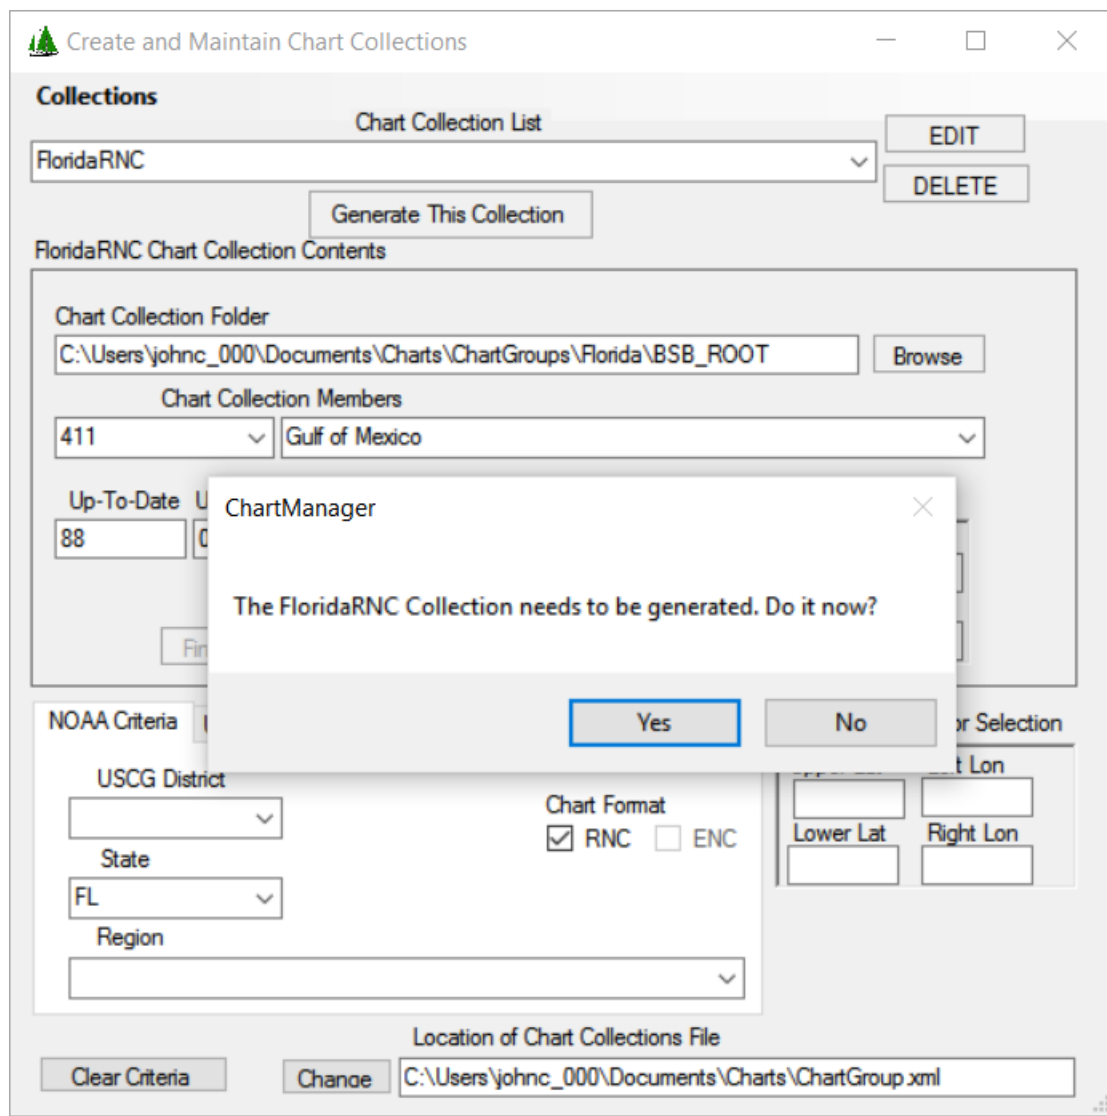 Create and Maintain Chart Collections
Collections
Chart Collection List
FloridaRNC
EDIT
DELETE
Generate This Collection
FloridaRNC Chart Collection Contents
Chart Collection Folder
C:\Users\johnc_000\Documents\Charts\ChartGroups\Florida\BSB_ROOT
Browse
Chart Collection Members
411
Gulf of Mexico
Up-To-Date
88
ChartManager
The FloridaRNC Collection needs to be generated. Do it now?
Yes
No
NOAA Criteria
Selection
USCG District
Chart Format
RNC
ENC
State
FL
Region
Lon
Lower Lat
Right Lon
Location of Chart Collections File
Clear Criteria
Change
C:\Users\johnc_000\Documents\Charts\ChartGroup.xml